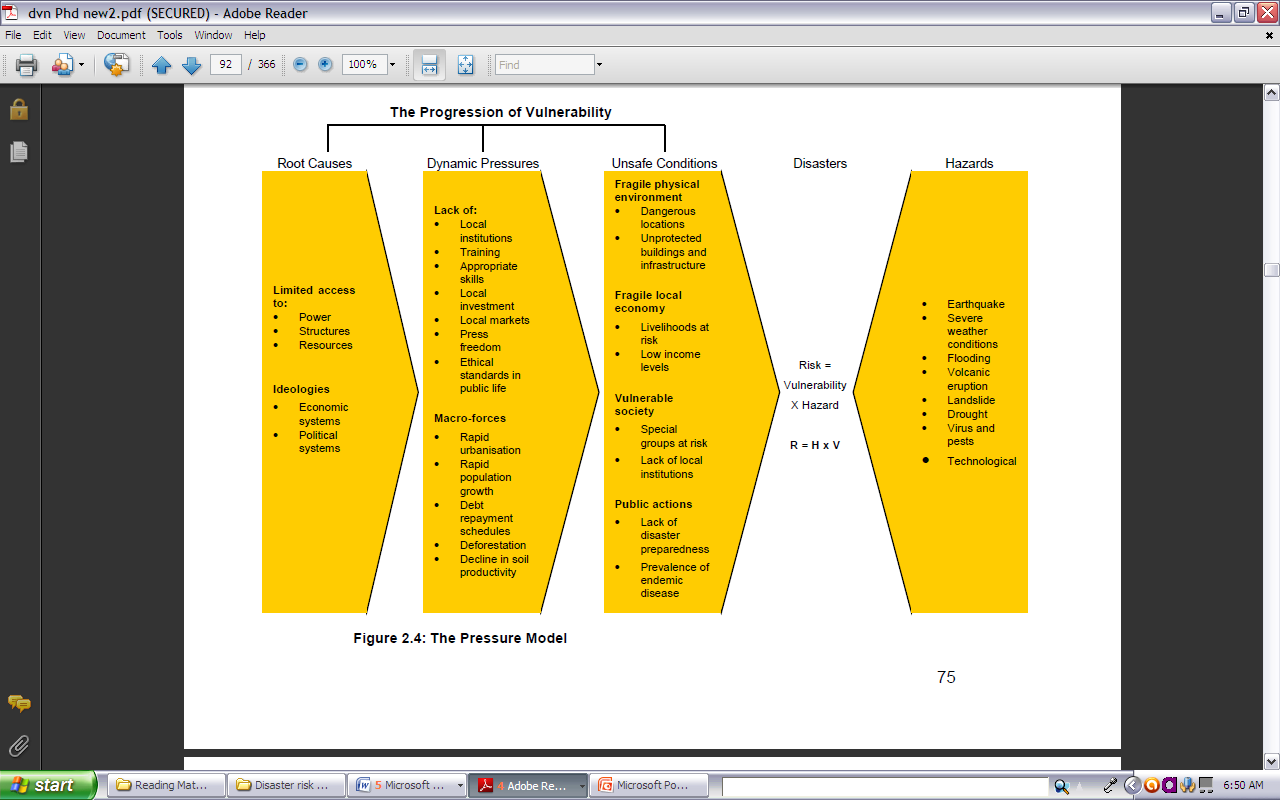 dvn Phd new2.pdf (SECURED) - Adobe Reader
File Edit View Document Tools Window Help
92 / 366 100% Find
The Progression of Vulnerability
Root Causes Dynamic Pressures Unsafe Conditions Disasters Hazards
Limited access
to:
• Power
• Structures
• Resources
Ideologies
• Economic
systems
• Political
systems
Lack of:
• Local
institutions
• Training
• Appropriate
skills
• Local
investment
• Local markets
• Press
freedom
• Ethical
standards in
public life
Macro-forces
• Rapid
urbanisation
• Rapid
population
growth
• Debt
repayment
schedules
• Deforestation
• Decline in soil
productivity
Fragile physical
environment
• Dangerous
locations
• Unprotected
buildings and
infrastructure
Fragile local
economy
• Livelihoods at
risk
• Low income
levels
Vulnerable
society
• Special
groups at risk
• Lack of local
institutions
Public actions
• Lack of
disaster
preparedness
• Prevalence of
endemic
disease
Risk =
Vulnerability
X Hazard
R = H x V
• Earthquake
• Severe
weather
conditions
• Flooding
• Volcanic
eruption
• Landslide
• Drought
• Virus and
pests
• Technological
Figure 2.4: The Pressure Model
75
start Reading Mat... Disaster risk ... 5 Microsoft ... 4 Adobe Re... Microsoft Po... 6:50 AM